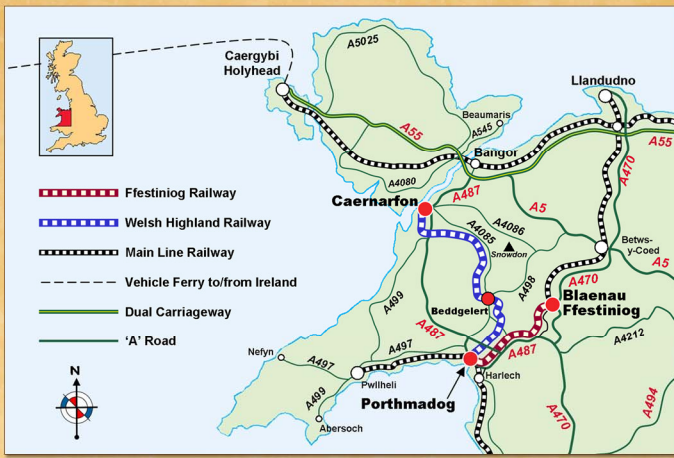 A5025
Caergybi
Holyhead
Llandudno
Beaumaris
A545
A55
Bangor
A55
A470
A4080
A487
Caernarfon
A5
A4086
A4085
Snowdon
Betws-
y-Coed
A5
A498
A470
Ffestiniog Railway
Welsh Highland Railway
Main Line Railway
Vehicle Ferry to/from Ireland
Dual Carriageway
‘A’ Road
A499
Beddgelert
Blaenau
Ffestiniog
A487
A4212
Nefyn
A497
A497
A487
Pwllheli
Harlech
N
A499
Porthmadog
Abersoch
A470
A494